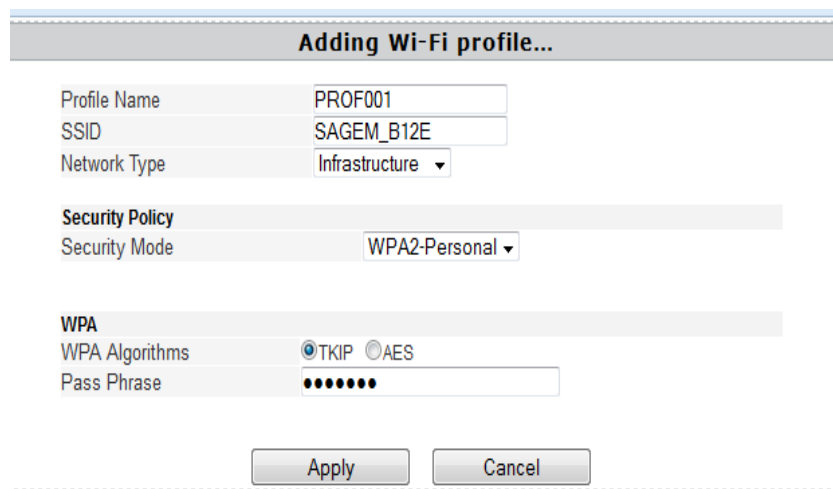 Adding Wi-Fi profile...
Profile Name PROF001
SSID SAGEM_B12E
Network Type Infrastructure
Security Policy
Security Mode WPA2-Personal
WPA
WPA Algorithms TKIP AES
Pass Phrase •••••••
Apply Cancel